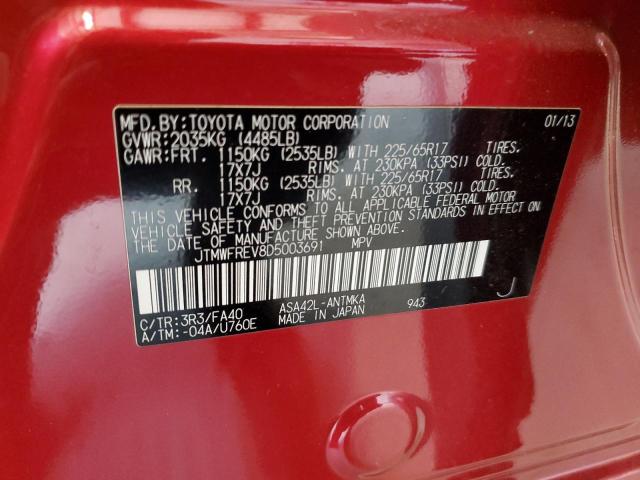 MFD.BY:TOYOTA MOTOR CORPORATION 01/13
GVWR:2035KG (4485LB)
GAWR:FRT. 1150KG (2535LB) WITH 225/65R17 TIRES.
17X7J RIMS. AT 230KPA (33PSI) COLD.
RR. 1150KG (2535LB) WITH 225/65R17 TIRES.
17X7J RIMS. AT 230KPA (33PSI) COLD.
THIS VEHICLE CONFORMS TO ALL APPLICABLE FEDERAL MOTOR
VEHICLE SAFETY AND THEFT PREVENTION STANDARDS IN EFFECT ON
THE DATE OF MANUFACTURE SHOWN ABOVE.
JTMWFREV8D5003691 MPV
C/TR:3R3/FA40 ASA42L-ANTMKA 943 J
A/TM:-04A/U760E MADE IN JAPAN